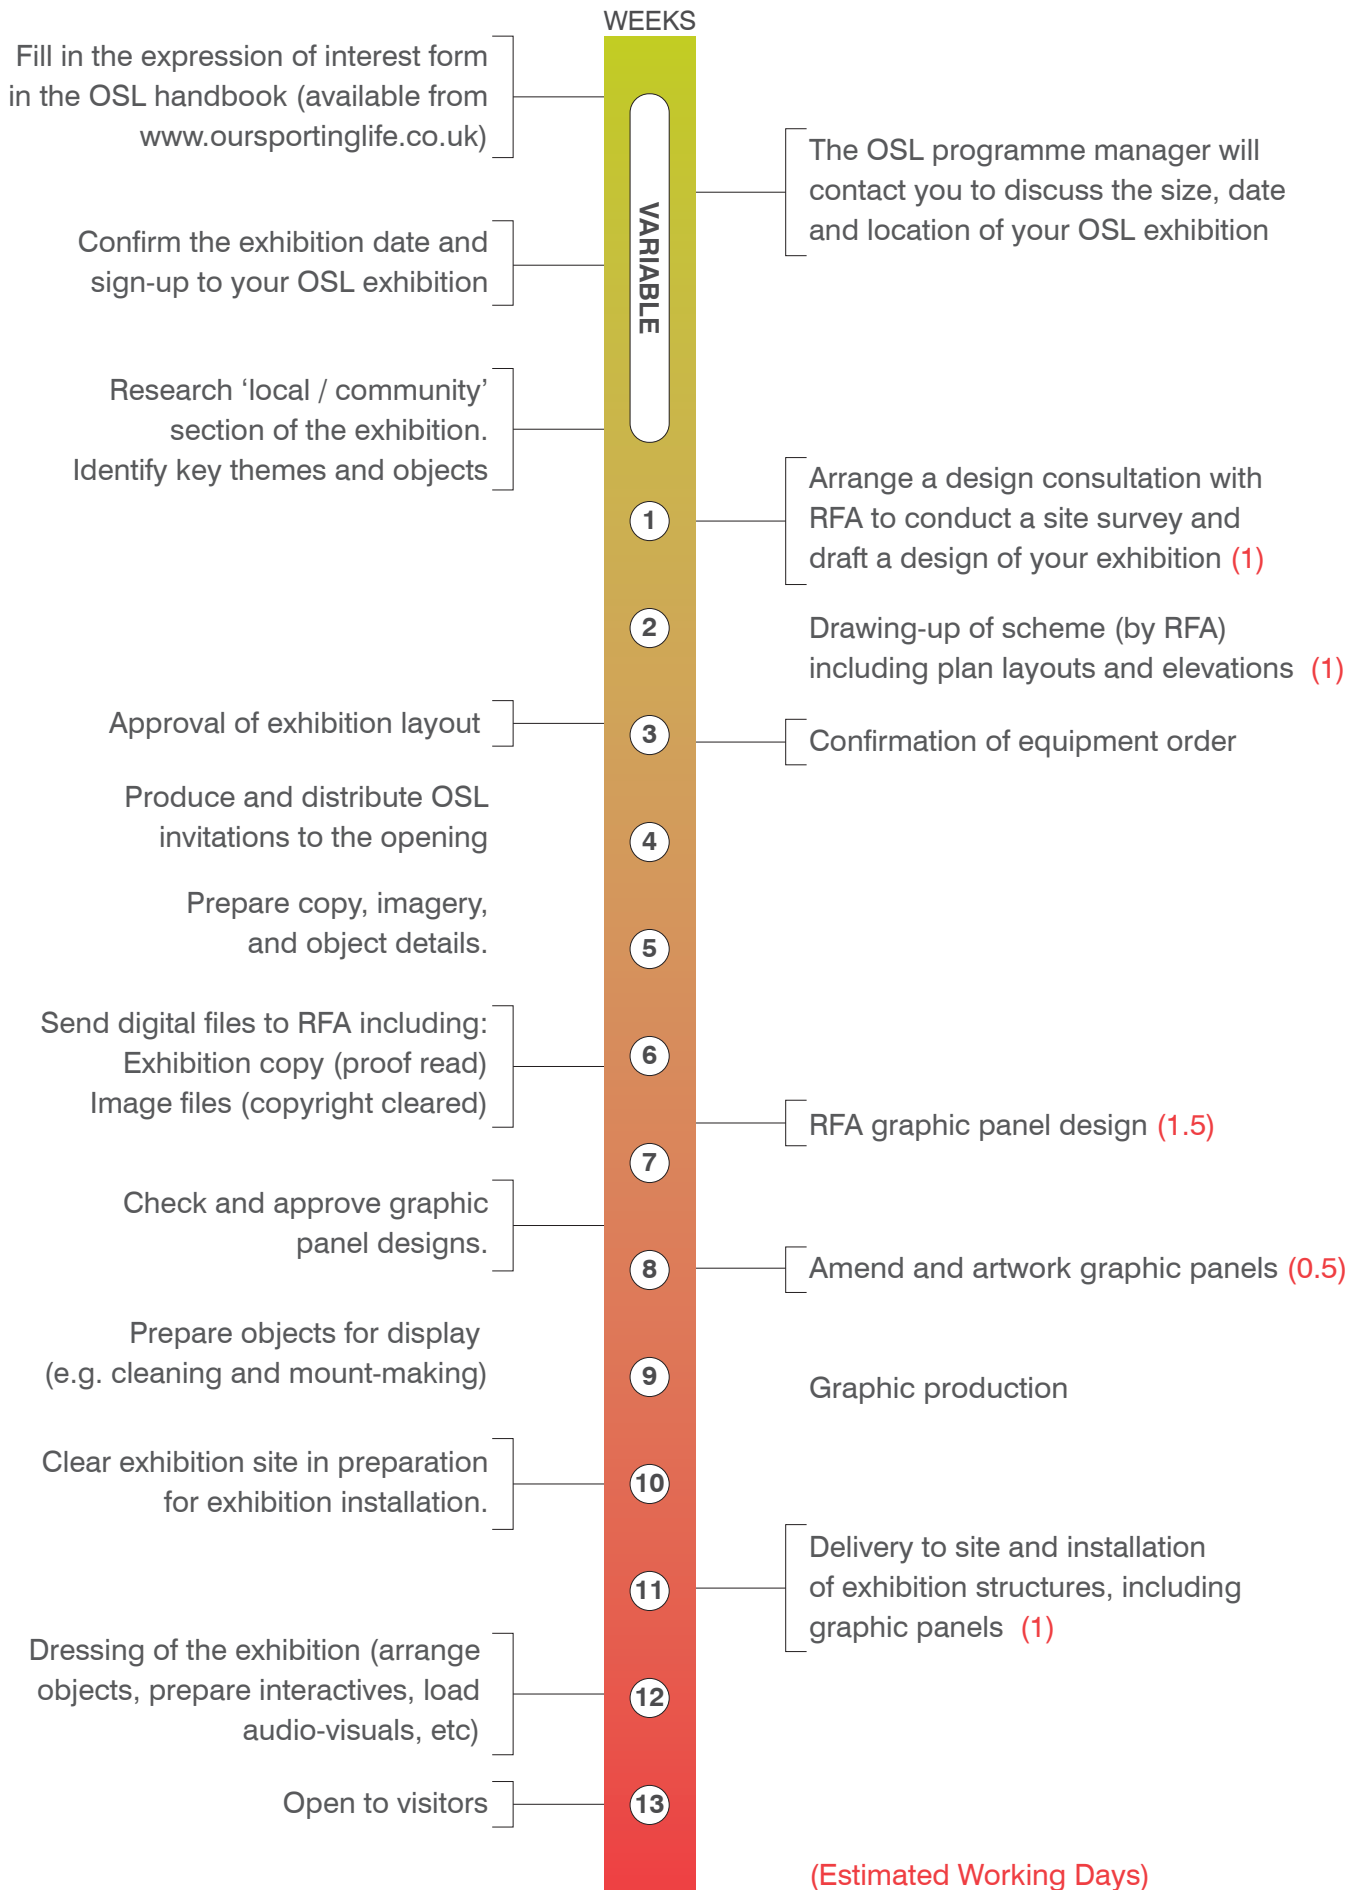 WEEKS
Fill in the expression of interest form
in the OSL handbook (available from
www.oursportinglife.co.uk)
The OSL programme manager will
contact you to discuss the size, date
and location of your OSL exhibition
VARIABLE
Confirm the exhibition date and
sign-up to your OSL exhibition
Research ‘local / community’
section of the exhibition.
Identify key themes and objects
1
Arrange a design consultation with
RFA to conduct a site survey and
draft a design of your exhibition (1)
2
Drawing-up of scheme (by RFA)
including plan layouts and elevations (1)
Approval of exhibition layout
3
Confirmation of equipment order
Produce and distribute OSL
invitations to the opening
4
Prepare copy, imagery,
and object details.
5
Send digital files to RFA including:
Exhibition copy (proof read)
Image files (copyright cleared)
6
RFA graphic panel design (1.5)
7
Check and approve graphic
panel designs.
8
Amend and artwork graphic panels (0.5)
Prepare objects for display
(e.g. cleaning and mount-making)
9
Graphic production
Clear exhibition site in preparation
for exhibition installation.
10
Delivery to site and installation
of exhibition structures, including
graphic panels (1)
11
Dressing of the exhibition (arrange
objects, prepare interactives, load
audio-visuals, etc)
12
Open to visitors
13
(Estimated Working Days)